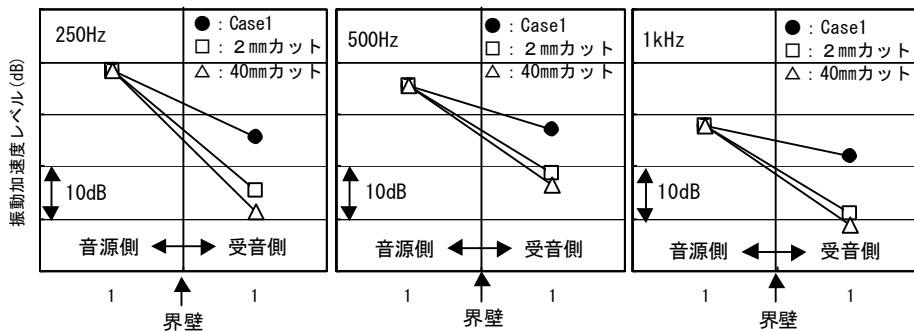 振動加速度レベル(dB)
250Hz
●：Case1
□：2mmカット
△：40mmカット
10dB
音源側
受音側
1
1
界壁
500Hz
●：Case1
□：2mmカット
△：40mmカット
10dB
音源側
受音側
1
1
界壁
1kHz
●：Case1
□：2mmカット
△：40mmカット
10dB
音源側
受音側
1
1
界壁